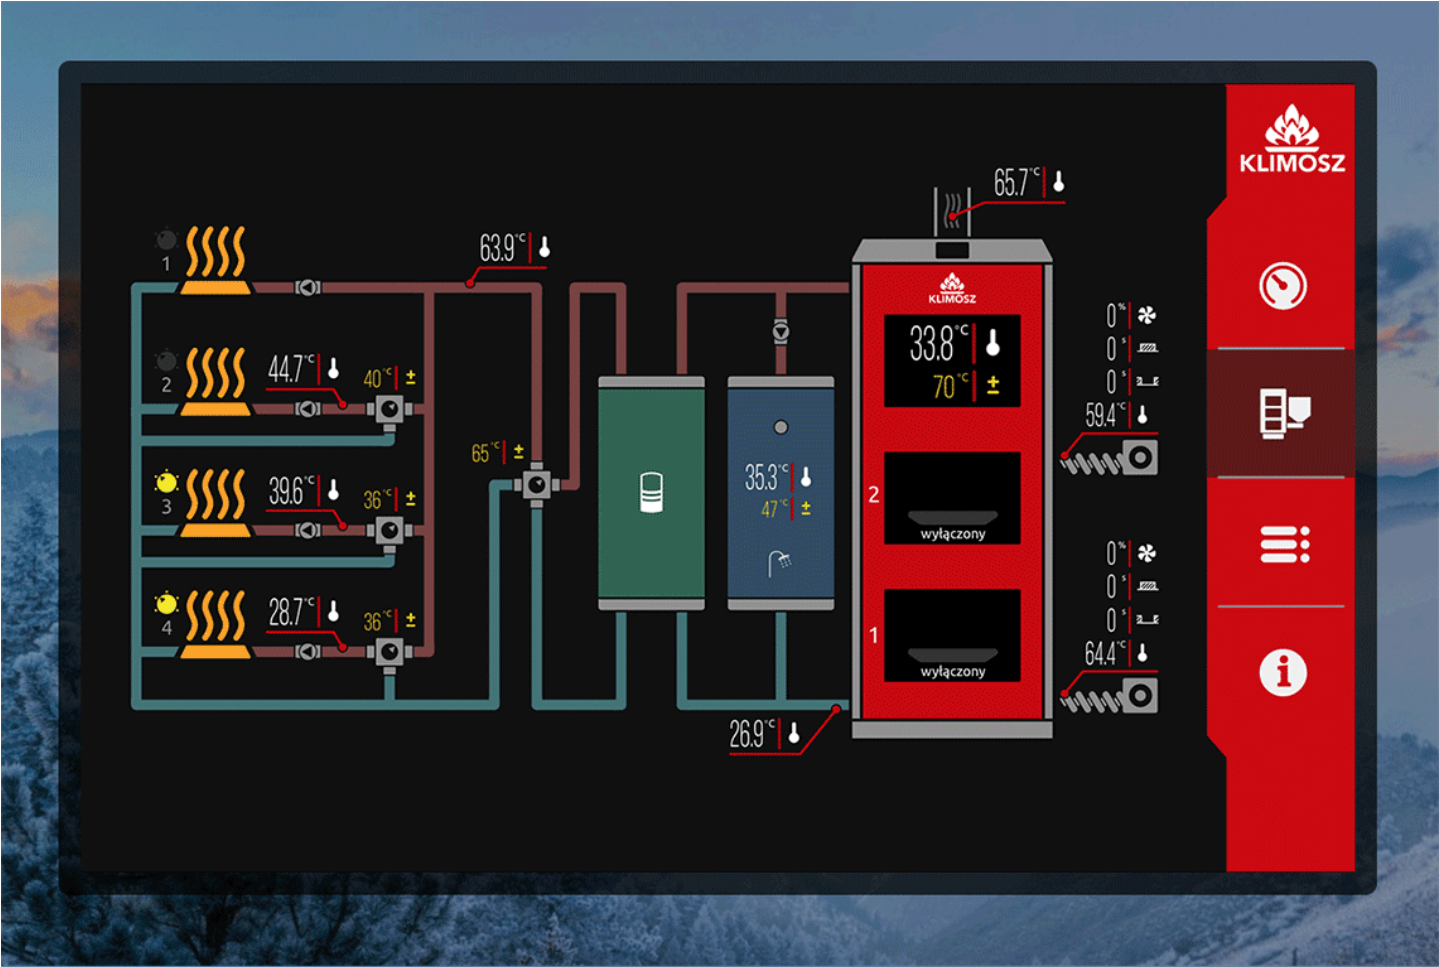 KLIMOSZ
65.7°C
63.9°C
1
KLIMOSZ
0%
33.8°C
0s
44.7°C
40°C ±
2
70°C ±
0s
59.4°C
65°C ±
39.6°C
36°C ±
3
35.3°C
47°C ±
2
wyłączony
0%
0s
28.7°C
36°C ±
4
0s
1
64.4°C
wyłączony
26.9°C